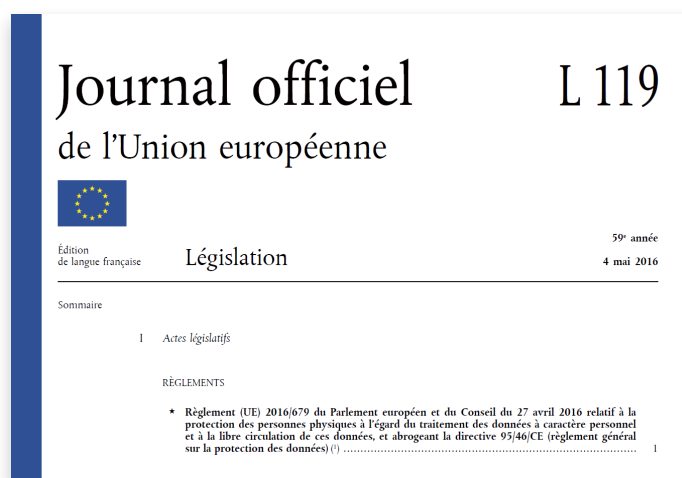 Journal officiel L 119
de l'Union européenne
59e année
Édition
de langue française Législation 4 mai 2016
Sommaire
I Actes législatifs
RÈGLEMENTS
★ Règlement (UE) 2016/679 du Parlement européen et du Conseil du 27 avril 2016 relatif à la
protection des personnes physiques à l'égard du traitement des données à caractère personnel
et à la libre circulation de ces données, et abrogeant la directive 95/46/CE (règlement général
sur la protection des données) (¹) ................................................................................ 1